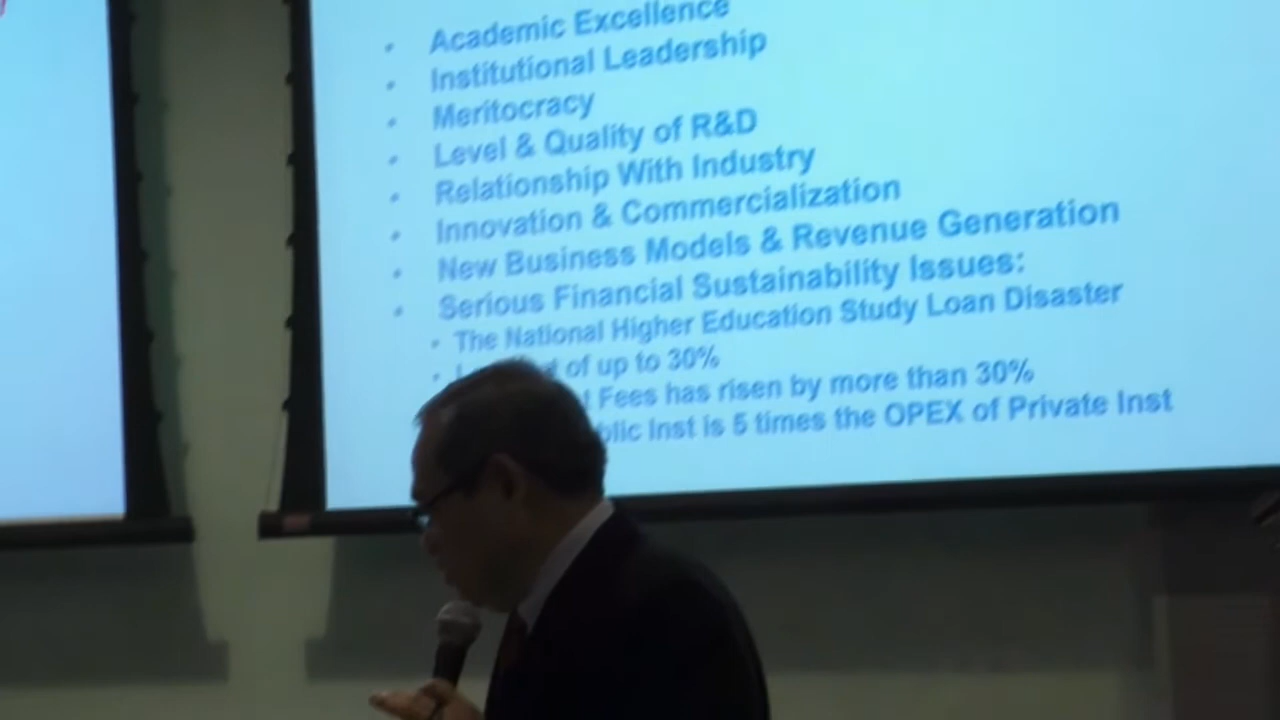 Academic Excellence
Institutional Leadership
Meritocracy
Level & Quality of R&D
Relationship With Industry
Innovation & Commercialization
New Business Models & Revenue Generation
Serious Financial Sustainability Issues:
The National Higher Education Study Loan Disaster
of up to 30%
Fees has risen by more than 30%
Inst is 5 times the OPEX of Private Inst